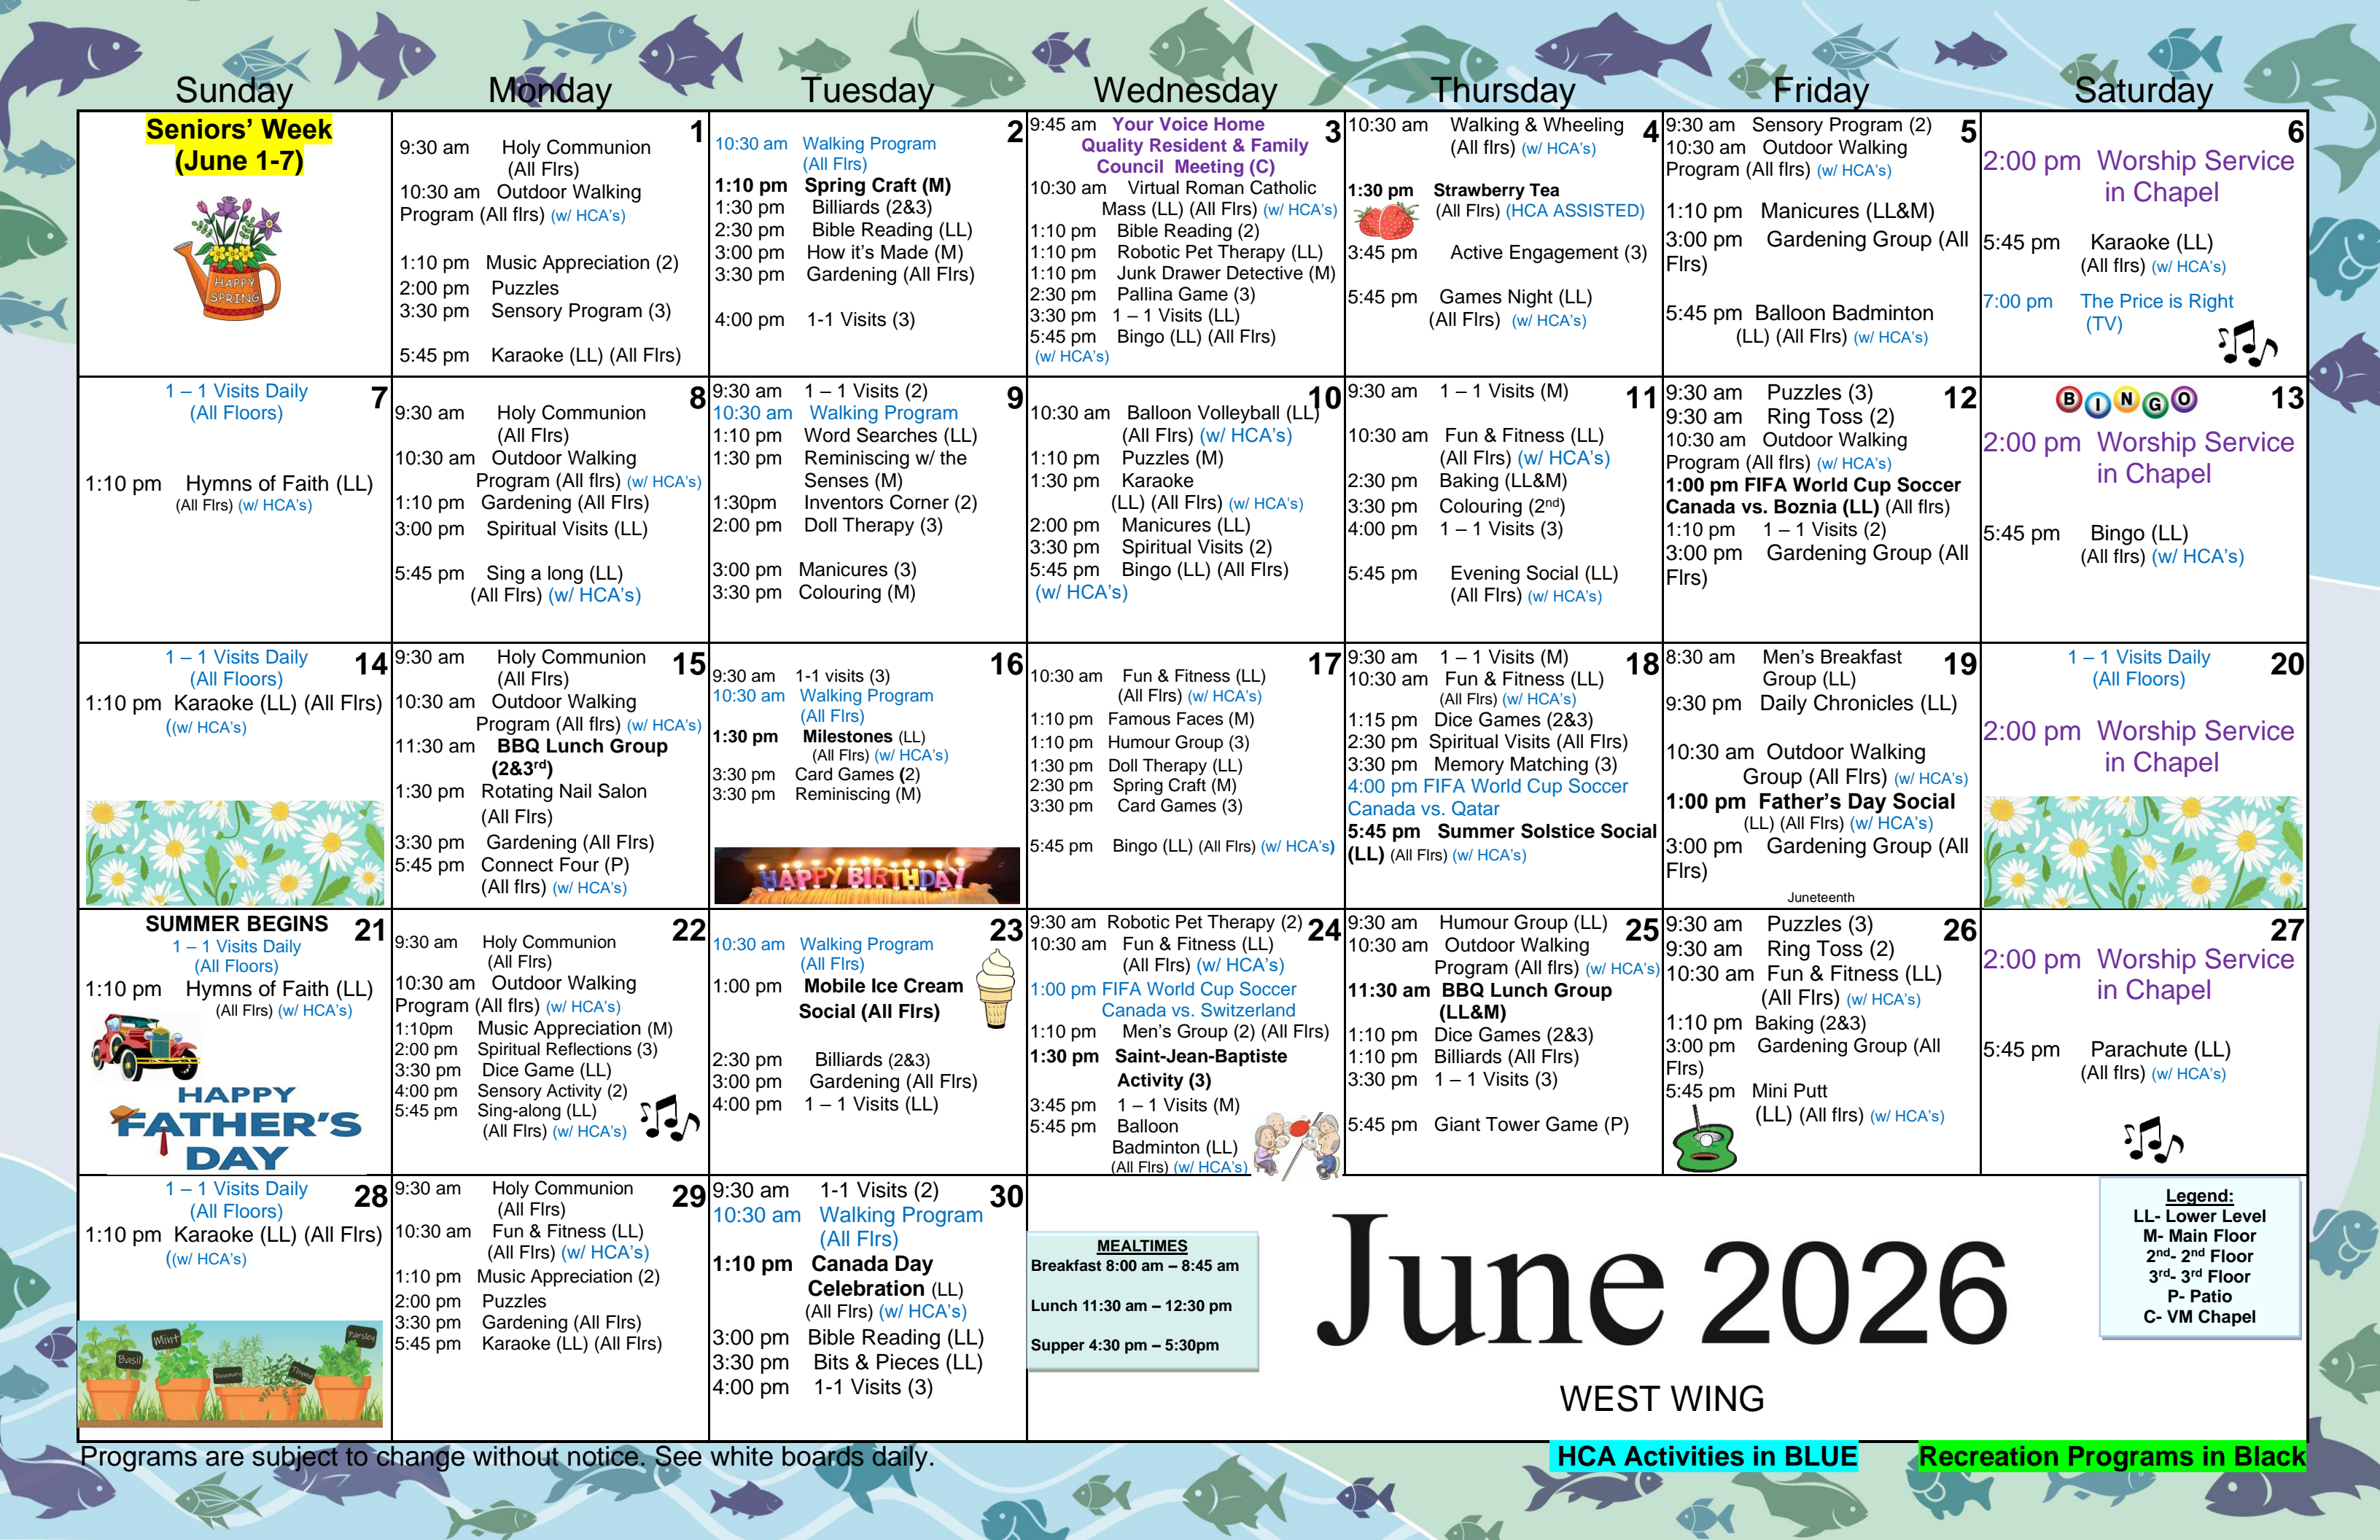 Sunday Monday Tuesday Wednesday Thursday Friday Saturday
Seniors' Week
(June 1-7)
HAPPY
SPRING
1
9:30 am Holy Communion
(All Flrs)
10:30 am Outdoor Walking
Program (All flrs) (w/ HCA's)
1:10 pm Music Appreciation (2)
2:00 pm Puzzles
3:30 pm Sensory Program (3)
5:45 pm Karaoke (LL) (All Flrs)
2
10:30 am Walking Program
(All Flrs)
1:10 pm Spring Craft (M)
1:30 pm Billiards (2&3)
2:30 pm Bible Reading (LL)
3:00 pm How it's Made (M)
3:30 pm Gardening (All Flrs)
4:00 pm 1-1 Visits (3)
3
9:45 am Your Voice Home
Quality Resident & Family
Council Meeting (C)
10:30 am Virtual Roman Catholic
Mass (LL) (All Flrs) (w/ HCA's)
1:10 pm Bible Reading (2)
1:10 pm Robotic Pet Therapy (LL)
1:10 pm Junk Drawer Detective (M)
2:30 pm Pallina Game (3)
3:30 pm 1 – 1 Visits (LL)
5:45 pm Bingo (LL) (All Flrs)
(w/ HCA's)
4
10:30 am Walking & Wheeling
(All flrs) (w/ HCA's)
1:30 pm Strawberry Tea
(All Flrs) (HCA ASSISTED)
3:45 pm Active Engagement (3)
5:45 pm Games Night (LL)
(All Flrs) (w/ HCA's)
5
9:30 am Sensory Program (2)
10:30 am Outdoor Walking
Program (All flrs) (w/ HCA's)
1:10 pm Manicures (LL&M)
3:00 pm Gardening Group (All
Flrs)
5:45 pm Balloon Badminton
(LL) (All Flrs) (w/ HCA's)
6
2:00 pm Worship Service
in Chapel
5:45 pm Karaoke (LL)
(All flrs) (w/ HCA's)
7:00 pm The Price is Right
(TV)
7
1 – 1 Visits Daily
(All Floors)
1:10 pm Hymns of Faith (LL)
(All Flrs) (w/ HCA's)
8
9:30 am Holy Communion
(All Flrs)
10:30 am Outdoor Walking
Program (All flrs) (w/ HCA's)
1:10 pm Gardening (All Flrs)
3:00 pm Spiritual Visits (LL)
5:45 pm Sing a long (LL)
(All Flrs) (w/ HCA's)
9
9:30 am 1 – 1 Visits (2)
10:30 am Walking Program
1:10 pm Word Searches (LL)
1:30 pm Reminiscing w/ the
Senses (M)
1:30pm Inventors Corner (2)
2:00 pm Doll Therapy (3)
3:00 pm Manicures (3)
3:30 pm Colouring (M)
10
10:30 am Balloon Volleyball (LL)
(All Flrs) (w/ HCA's)
1:10 pm Puzzles (M)
1:30 pm Karaoke
(LL) (All Flrs) (w/ HCA's)
2:00 pm Manicures (LL)
3:30 pm Spiritual Visits (2)
5:45 pm Bingo (LL) (All Flrs)
(w/ HCA's)
11
9:30 am 1 – 1 Visits (M)
10:30 am Fun & Fitness (LL)
(All Flrs) (w/ HCA's)
2:30 pm Baking (LL&M)
3:30 pm Colouring (2nd)
4:00 pm 1 – 1 Visits (3)
5:45 pm Evening Social (LL)
(All Flrs) (w/ HCA's)
12
9:30 am Puzzles (3)
9:30 am Ring Toss (2)
10:30 am Outdoor Walking
Program (All flrs) (w/ HCA's)
1:00 pm FIFA World Cup Soccer
Canada vs. Boznia (LL) (All flrs)
1:10 pm 1 – 1 Visits (2)
3:00 pm Gardening Group (All
Flrs)
BINGO
13
2:00 pm Worship Service
in Chapel
5:45 pm Bingo (LL)
(All flrs) (w/ HCA's)
14
1 – 1 Visits Daily
(All Floors)
1:10 pm Karaoke (LL) (All Flrs)
((w/ HCA's)
15
9:30 am Holy Communion
(All Flrs)
10:30 am Outdoor Walking
Program (All flrs) (w/ HCA's)
11:30 am BBQ Lunch Group
(2&3rd)
1:30 pm Rotating Nail Salon
(All Flrs)
3:30 pm Gardening (All Flrs)
5:45 pm Connect Four (P)
(All flrs) (w/ HCA's)
16
9:30 am 1-1 visits (3)
10:30 am Walking Program
(All Flrs)
1:30 pm Milestones (LL)
(All Flrs) (w/ HCA's)
3:30 pm Card Games (2)
3:30 pm Reminiscing (M)
HAPPY BIRTHDAY
17
10:30 am Fun & Fitness (LL)
(All Flrs) (w/ HCA's)
1:10 pm Famous Faces (M)
1:10 pm Humour Group (3)
1:30 pm Doll Therapy (LL)
2:30 pm Spring Craft (M)
3:30 pm Card Games (3)
5:45 pm Bingo (LL) (All Flrs) (w/ HCA's)
18
9:30 am 1 – 1 Visits (M)
10:30 am Fun & Fitness (LL)
(All Flrs) (w/ HCA's)
1:15 pm Dice Games (2&3)
2:30 pm Spiritual Visits (All Flrs)
3:30 pm Memory Matching (3)
4:00 pm FIFA World Cup Soccer
Canada vs. Qatar
5:45 pm Summer Solstice Social
(LL) (All Flrs) (w/ HCA's)
19
8:30 am Men's Breakfast
Group (LL)
9:30 pm Daily Chronicles (LL)
10:30 am Outdoor Walking
Group (All Flrs) (w/ HCA's)
1:00 pm Father's Day Social
(LL) (All Flrs) (w/ HCA's)
3:00 pm Gardening Group (All
Flrs)
Juneteenth
20
1 – 1 Visits Daily
(All Floors)
2:00 pm Worship Service
in Chapel
21
SUMMER BEGINS
1 – 1 Visits Daily
(All Floors)
1:10 pm Hymns of Faith (LL)
(All Flrs) (w/ HCA's)
HAPPY
FATHER'S
DAY
22
9:30 am Holy Communion
(All Flrs)
10:30 am Outdoor Walking
Program (All flrs) (w/ HCA's)
1:10pm Music Appreciation (M)
2:00 pm Spiritual Reflections (3)
3:30 pm Dice Game (LL)
4:00 pm Sensory Activity (2)
5:45 pm Sing-along (LL)
(All Flrs) (w/ HCA's)
23
10:30 am Walking Program
(All Flrs)
1:00 pm Mobile Ice Cream
Social (All Flrs)
2:30 pm Billiards (2&3)
3:00 pm Gardening (All Flrs)
4:00 pm 1 – 1 Visits (LL)
24
9:30 am Robotic Pet Therapy (2)
10:30 am Fun & Fitness (LL)
(All Flrs) (w/ HCA's)
1:00 pm FIFA World Cup Soccer
Canada vs. Switzerland
1:10 pm Men's Group (2) (All Flrs)
1:30 pm Saint-Jean-Baptiste
Activity (3)
3:45 pm 1 – 1 Visits (M)
5:45 pm Balloon
Badminton (LL)
(All Flrs) (w/ HCA's)
25
9:30 am Humour Group (LL)
10:30 am Outdoor Walking
Program (All flrs) (w/ HCA's)
11:30 am BBQ Lunch Group
(LL&M)
1:10 pm Dice Games (2&3)
1:10 pm Billiards (All Flrs)
3:30 pm 1 – 1 Visits (3)
5:45 pm Giant Tower Game (P)
26
9:30 am Puzzles (3)
9:30 am Ring Toss (2)
10:30 am Fun & Fitness (LL)
(All Flrs) (w/ HCA's)
1:10 pm Baking (2&3)
3:00 pm Gardening Group (All
Flrs)
5:45 pm Mini Putt
(LL) (All flrs) (w/ HCA's)
27
2:00 pm Worship Service
in Chapel
5:45 pm Parachute (LL)
(All flrs) (w/ HCA's)
28
1 – 1 Visits Daily
(All Floors)
1:10 pm Karaoke (LL) (All Flrs)
((w/ HCA's)
Basil
Mint
Rosemary
Thyme
Parsley
29
9:30 am Holy Communion
(All Flrs)
10:30 am Fun & Fitness (LL)
(All Flrs) (w/ HCA's)
1:10 pm Music Appreciation (2)
2:00 pm Puzzles
3:30 pm Gardening (All Flrs)
5:45 pm Karaoke (LL) (All Flrs)
30
9:30 am 1-1 Visits (2)
10:30 am Walking Program
(All Flrs)
1:10 pm Canada Day
Celebration (LL)
(All Flrs) (w/ HCA's)
3:00 pm Bible Reading (LL)
3:30 pm Bits & Pieces (LL)
4:00 pm 1-1 Visits (3)
MEALTIMES
Breakfast 8:00 am – 8:45 am
Lunch 11:30 am – 12:30 pm
Supper 4:30 pm – 5:30pm
June 2026
WEST WING
Legend:
LL- Lower Level
M- Main Floor
2nd- 2nd Floor
3rd- 3rd Floor
P- Patio
C- VM Chapel
Programs are subject to change without notice. See white boards daily.
HCA Activities in BLUE
Recreation Programs in Black